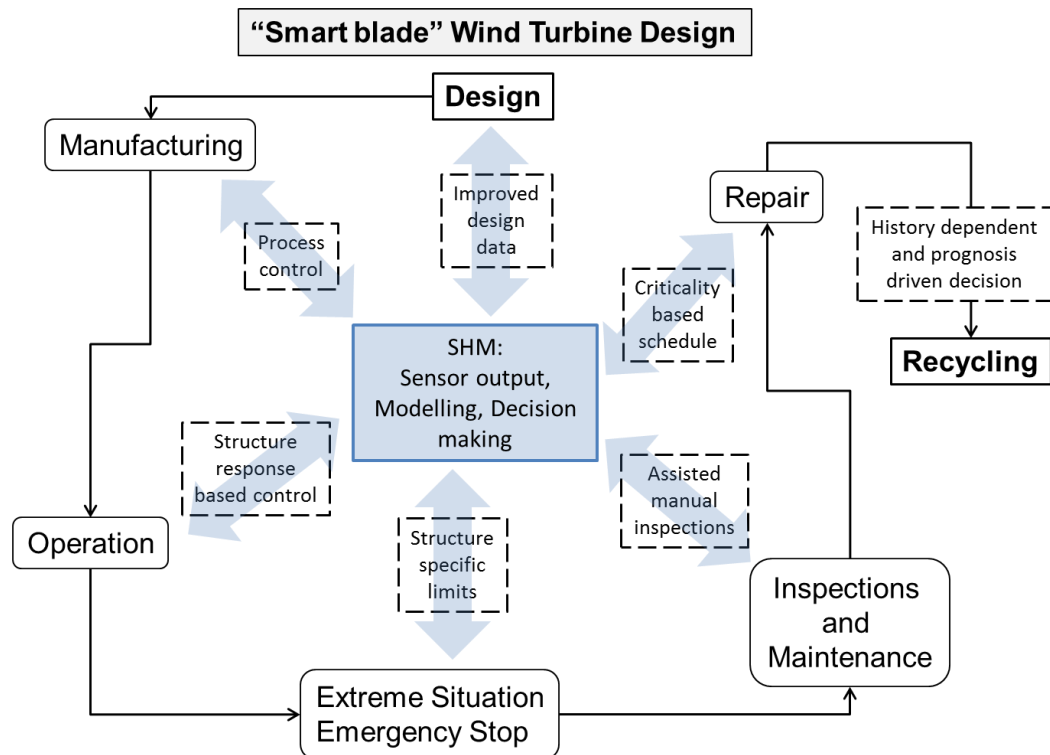 “Smart blade” Wind Turbine Design
Design
Manufacturing
Improved
design
data
Repair
Process
control
History dependent
and prognosis
driven decision
Criticality
based
schedule
SHM:
Sensor output,
Modelling, Decision
making
Recycling
Structure
response
based control
Assisted
manual
inspections
Operation
Structure
specific
limits
Inspections
and
Maintenance
Extreme Situation
Emergency Stop